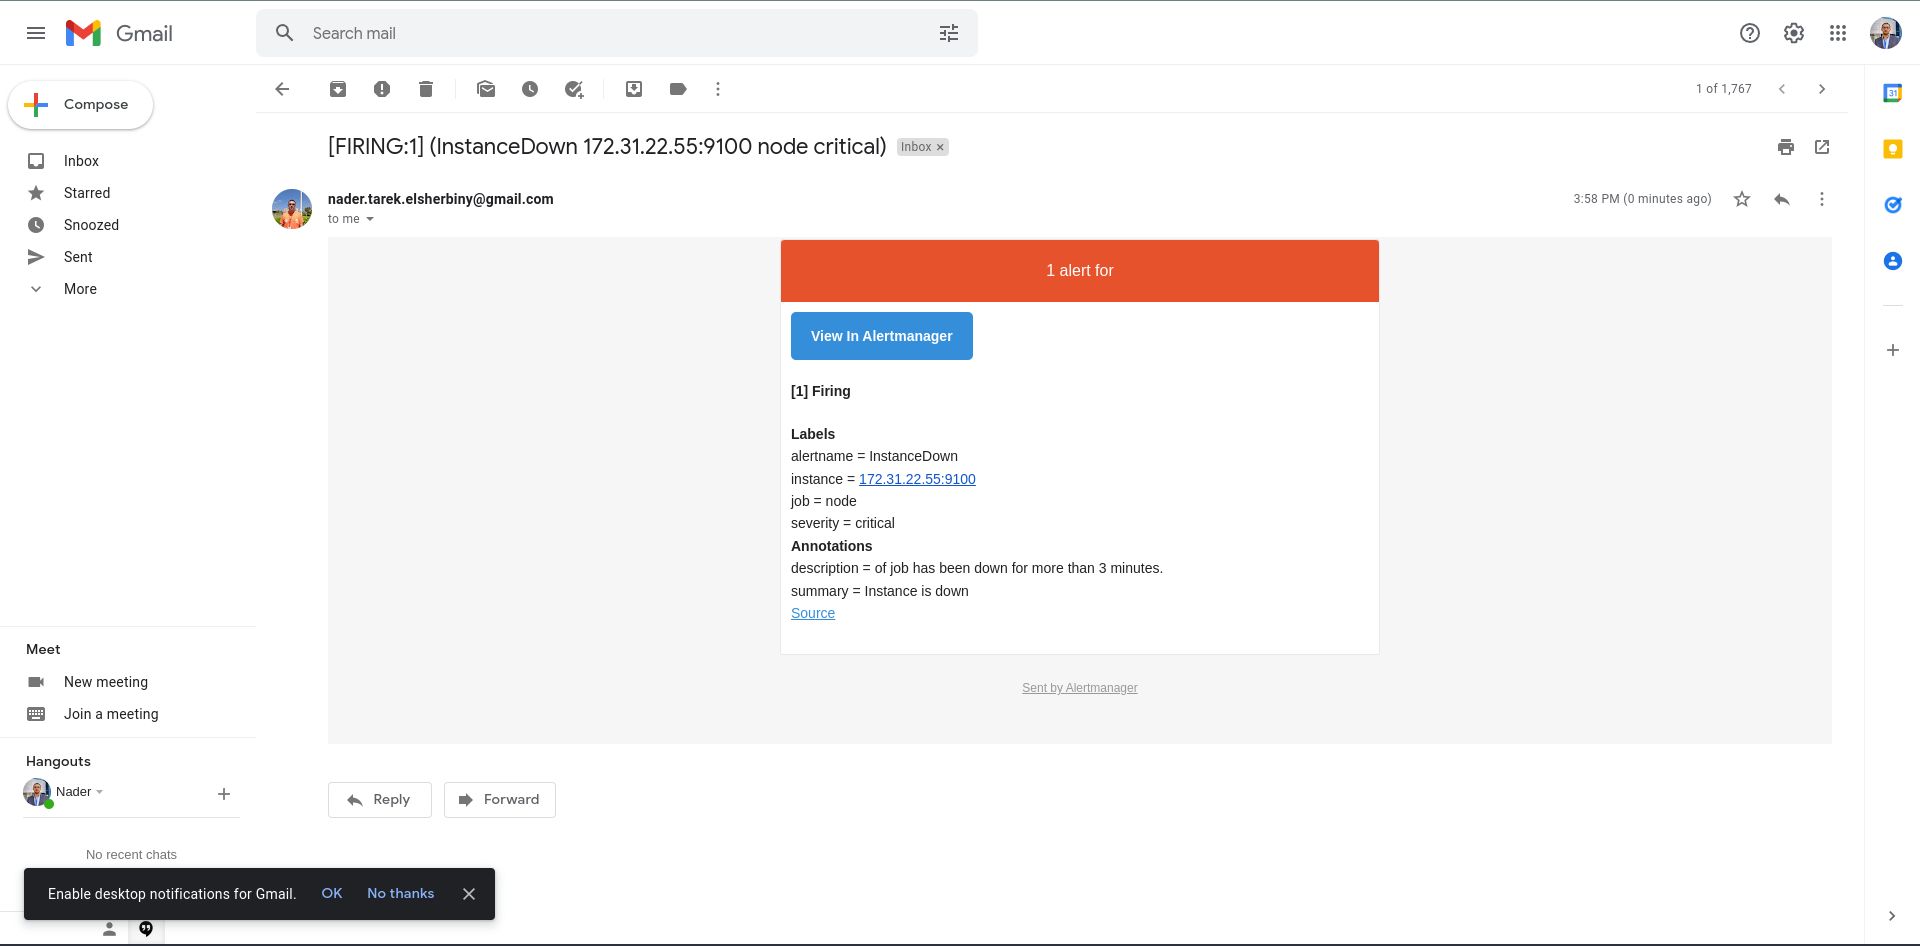 Gmail
Search mail
Compose
1 of 1,767
Inbox
Starred
Snoozed
Sent
More
[FIRING:1] (InstanceDown 172.31.22.55:9100 node critical) Inbox ×
nader.tarek.elsherbiny@gmail.com
3:58 PM (0 minutes ago)
to me
1 alert for
View In Alertmanager
[1] Firing
Labels
alertname = InstanceDown
instance = 172.31.22.55:9100
job = node
severity = critical
Annotations
description = of job has been down for more than 3 minutes.
summary = Instance is down
Source
Sent by Alertmanager
Reply
Forward
Meet
New meeting
Join a meeting
Hangouts
Nader
No recent chats
Enable desktop notifications for Gmail. OK No thanks
31